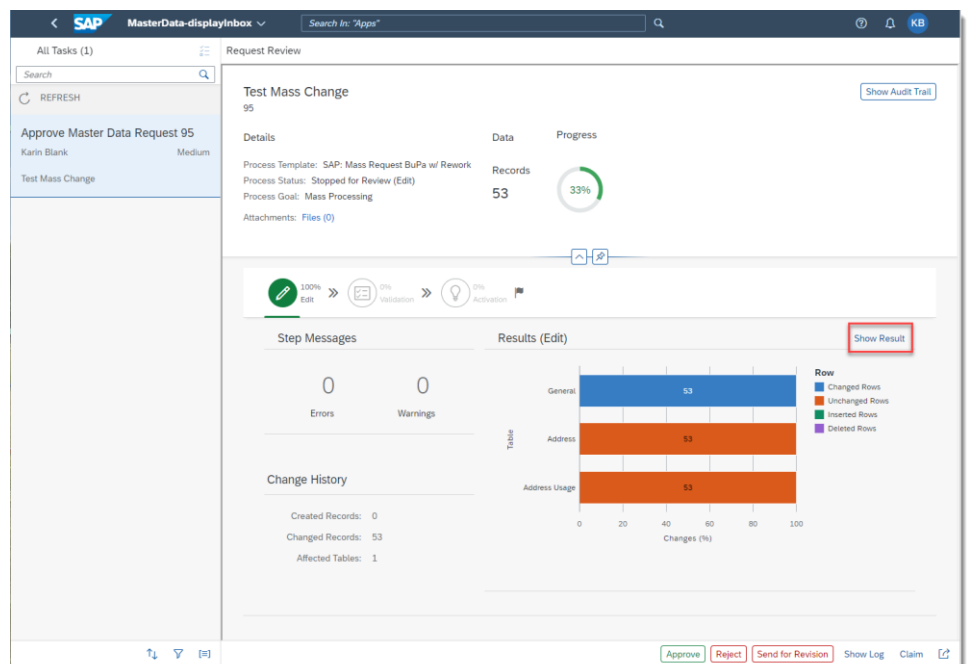 SAP MasterData-displayInbox Search In: "Apps" KB
All Tasks (1)
Search
REFRESH
Approve Master Data Request 95
Karin Blank Medium
Test Mass Change
Request Review
Test Mass Change
95
Show Audit Trail
Details
Process Template: SAP: Mass Request BuPa w/ Rework
Process Status: Stopped for Review (Edit)
Process Goal: Mass Processing
Attachments: Files (0)
Data
Records
53
Progress
33%
100%
Edit
0%
Validation
0%
Activation
Step Messages
0
Errors
0
Warnings
Change History
Created Records: 0
Changed Records: 53
Affected Tables: 1
Results (Edit)
Show Result
Table
General 53
Address 53
Address Usage 53
0 20 40 60 80 100
Changes (%)
Row
Changed Rows
Unchanged Rows
Inserted Rows
Deleted Rows
Approve Reject Send for Revision Show Log Claim